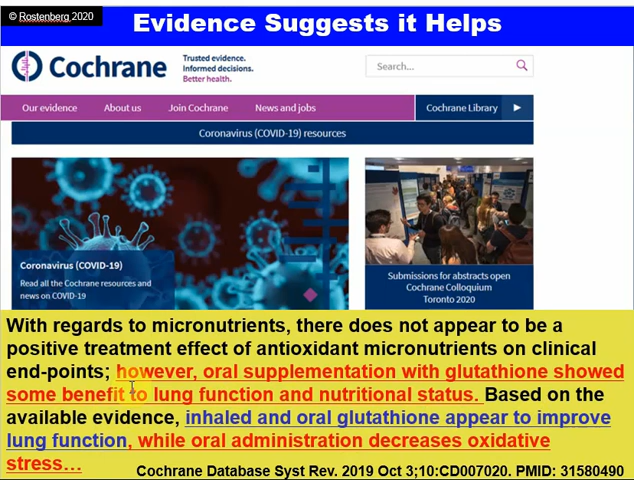 © Rostenberg 2020
Evidence Suggests it Helps
Cochrane
Trusted evidence.
Informed decisions.
Better health.
Search...
Our evidence
About us
Join Cochrane
News and jobs
Cochrane Library
Coronavirus (COVID-19) resources
Coronavirus (COVID-19)
Read all the Cochrane resources and
news on COVID-19
Submissions for abstracts open
Cochrane Colloquium
Toronto 2020
With regards to micronutrients, there does not appear to be a
positive treatment effect of antioxidant micronutrients on clinical
end-points; however, oral supplementation with glutathione showed
some benefit to lung function and nutritional status. Based on the
available evidence, inhaled and oral glutathione appear to improve
lung function, while oral administration decreases oxidative
stress…
Cochrane Database Syst Rev. 2019 Oct 3;10:CD007020. PMID: 31580490